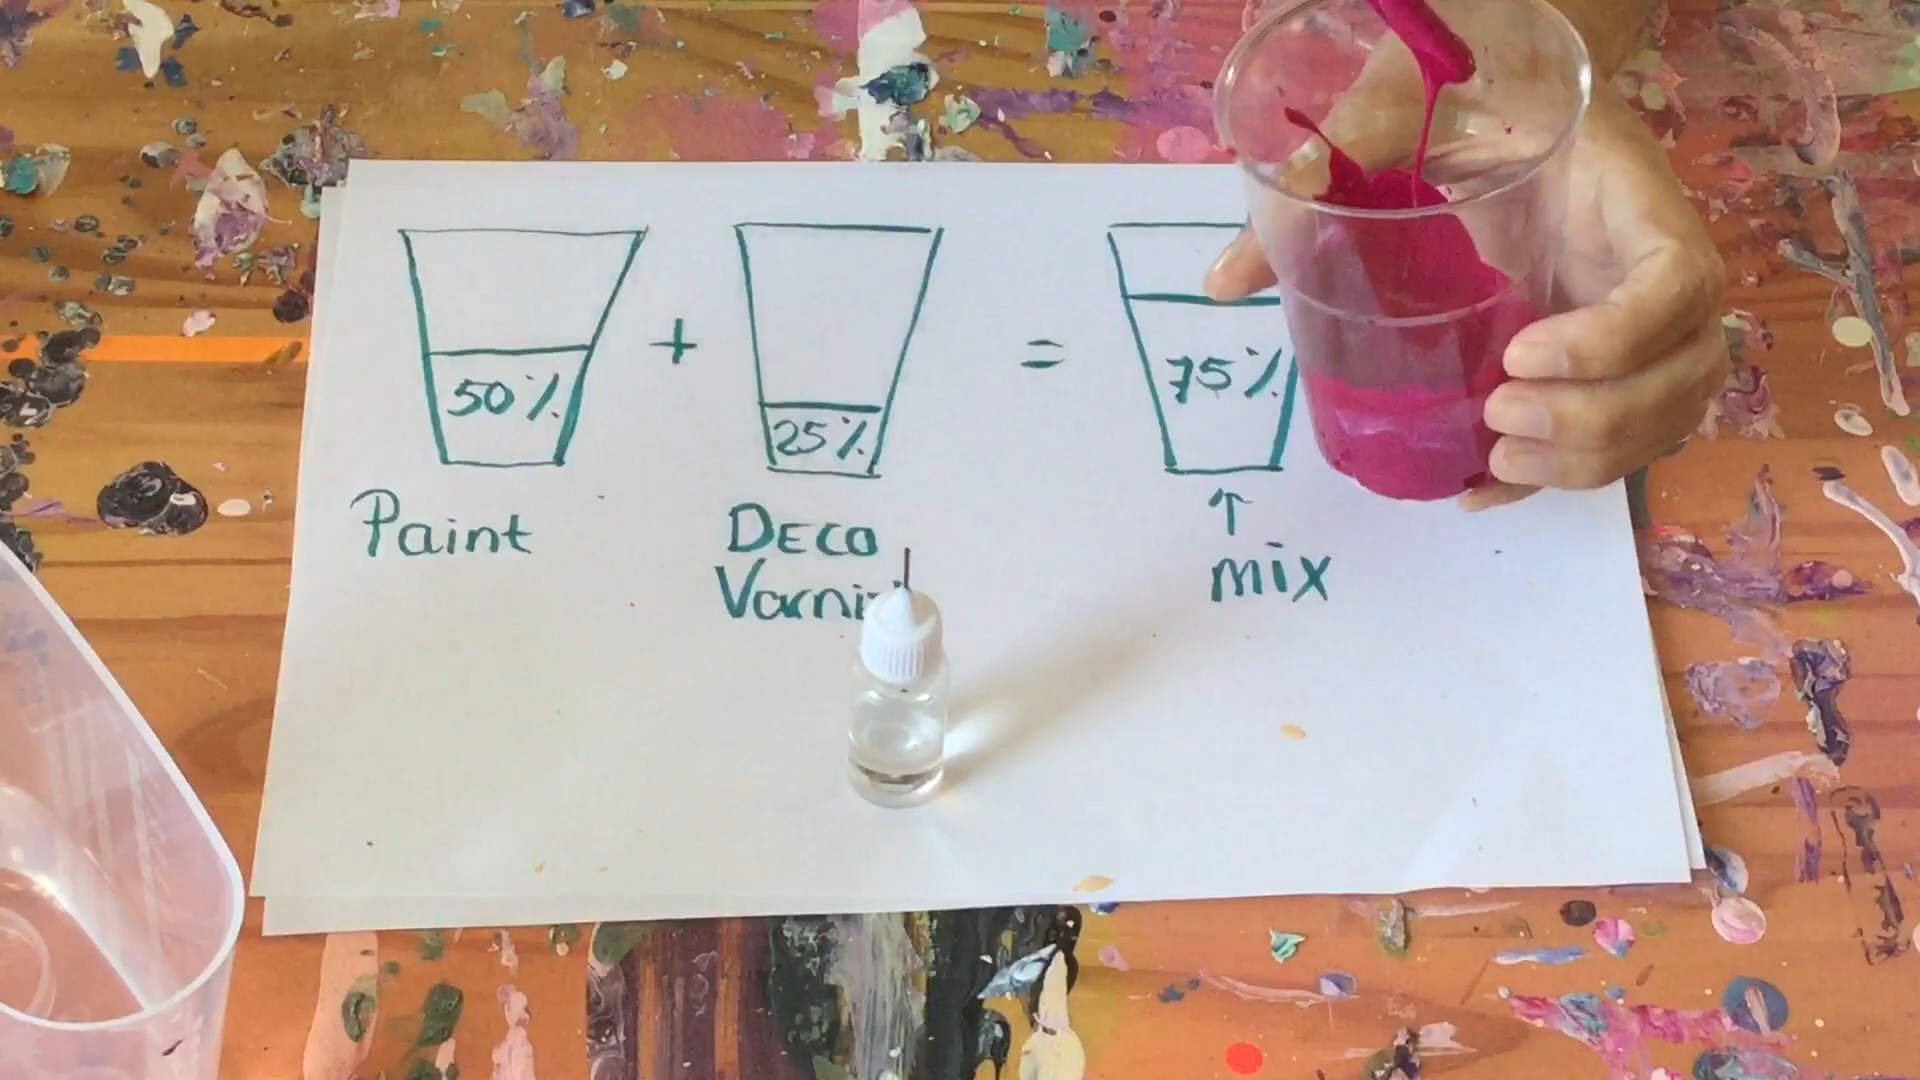 50% + 25% = 75%
Paint
DECO
↑
mix